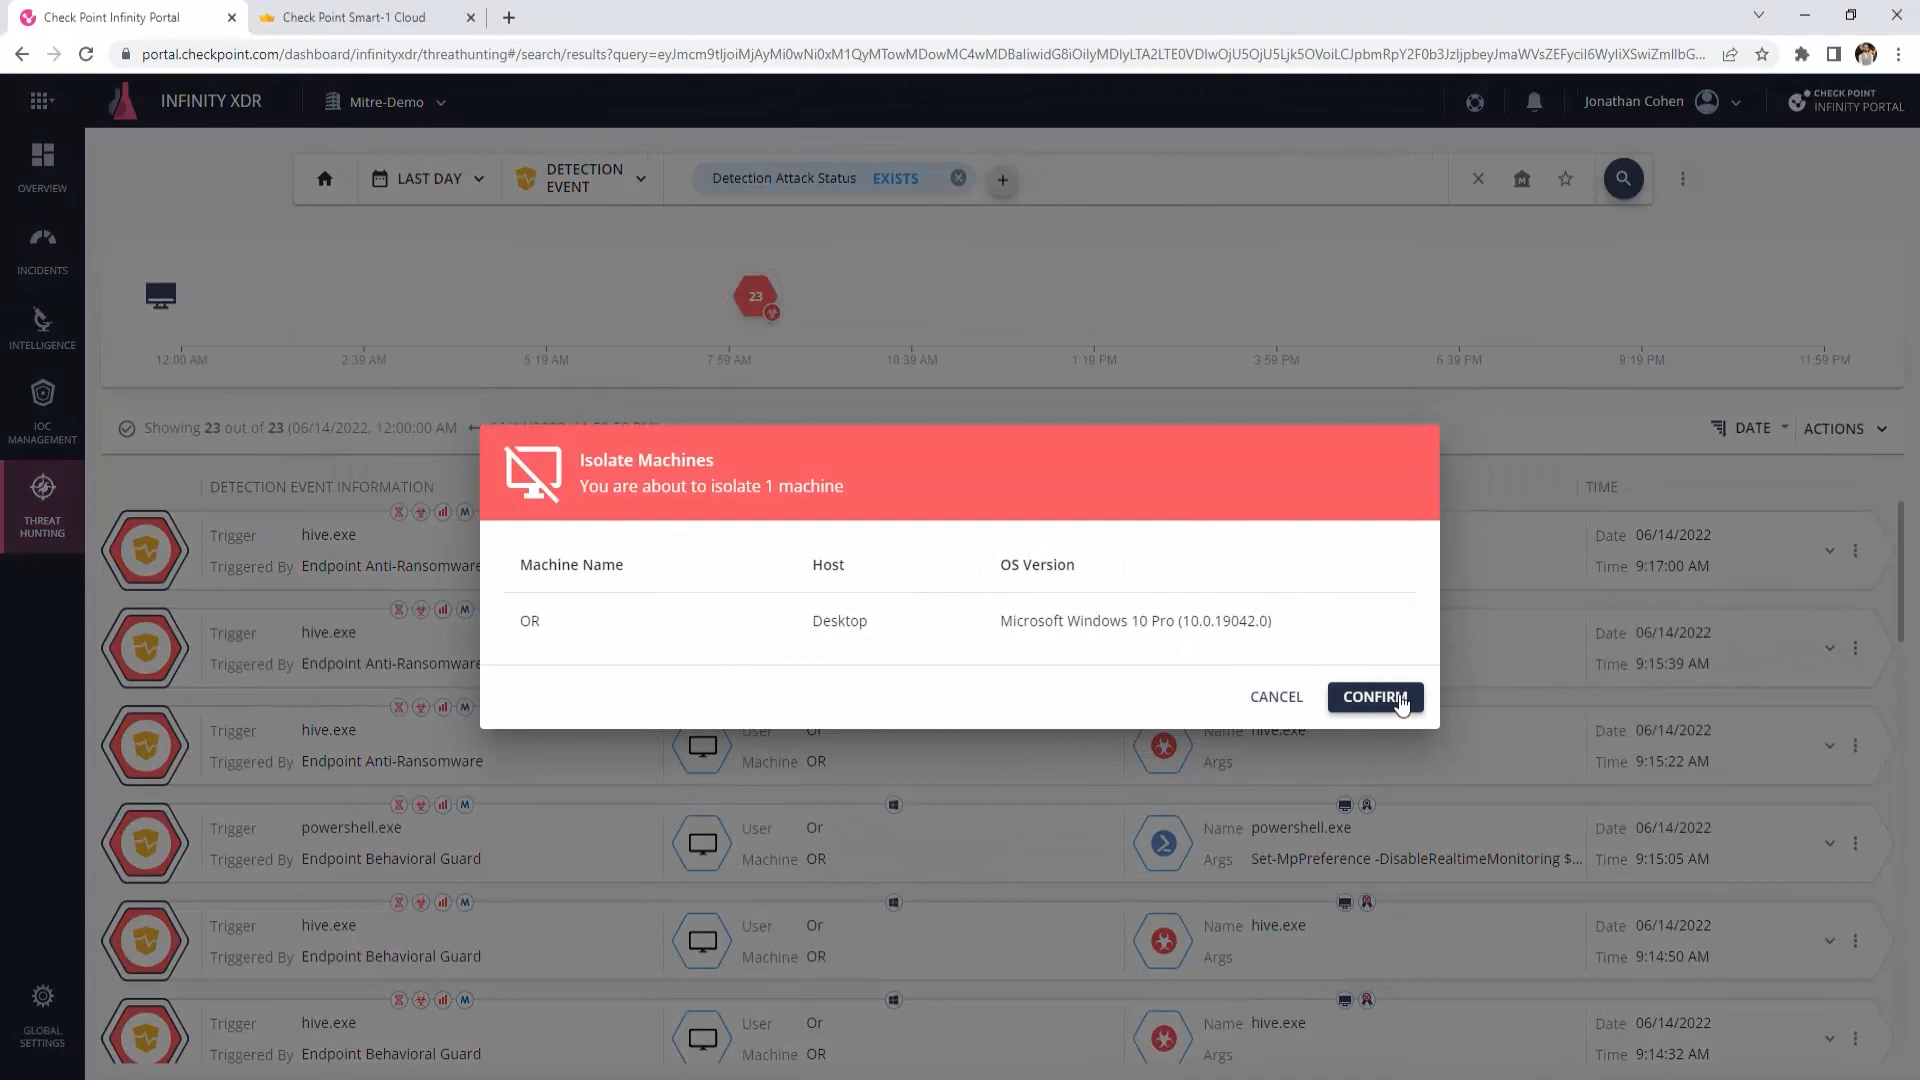 Check Point Infinity Portal
Check Point Smart-1 Cloud
INFINITY XDR
Mitre-Demo
Jonathan Cohen
CHECK POINT
INFINITY PORTAL
OVERVIEW
INCIDENTS
INTELLIGENCE
IOC
MANAGEMENT
THREAT
HUNTING
GLOBAL
SETTINGS
LAST DAY
DETECTION
EVENT
Detection Attack Status EXISTS
23
12:00 AM 2:39 AM 5:19 AM 7:59 AM 10:39 AM 1:19 PM 3:59 PM 6:39 PM 9:19 PM 11:59 PM
Showing 23 out of 23 (06/14/2022, 12:00:00 AM
DATE ACTIONS
DETECTION EVENT INFORMATION TIME
Trigger hive.exe Date 06/14/2022
Triggered By Endpoint Anti-Ransomware Time 9:17:00 AM
Trigger hive.exe Date 06/14/2022
Triggered By Endpoint Anti-Ransomware Time 9:15:39 AM
Isolate Machines
You are about to isolate 1 machine
Machine Name Host OS Version
OR Desktop Microsoft Windows 10 Pro (10.0.19042.0)
CANCEL CONFIRM
Trigger hive.exe User Or Name hive.exe Date 06/14/2022
Triggered By Endpoint Anti-Ransomware Machine OR Args Time 9:15:22 AM
Trigger powershell.exe User Or Name powershell.exe Date 06/14/2022
Triggered By Endpoint Behavioral Guard Machine OR Args Set-MpPreference -DisableRealtimeMonitoring $... Time 9:15:05 AM
Trigger hive.exe User Or Name hive.exe Date 06/14/2022
Triggered By Endpoint Behavioral Guard Machine OR Args Time 9:14:50 AM
Trigger hive.exe User Or Name hive.exe Date 06/14/2022
Triggered By Endpoint Behavioral Guard Machine OR Args Time 9:14:32 AM